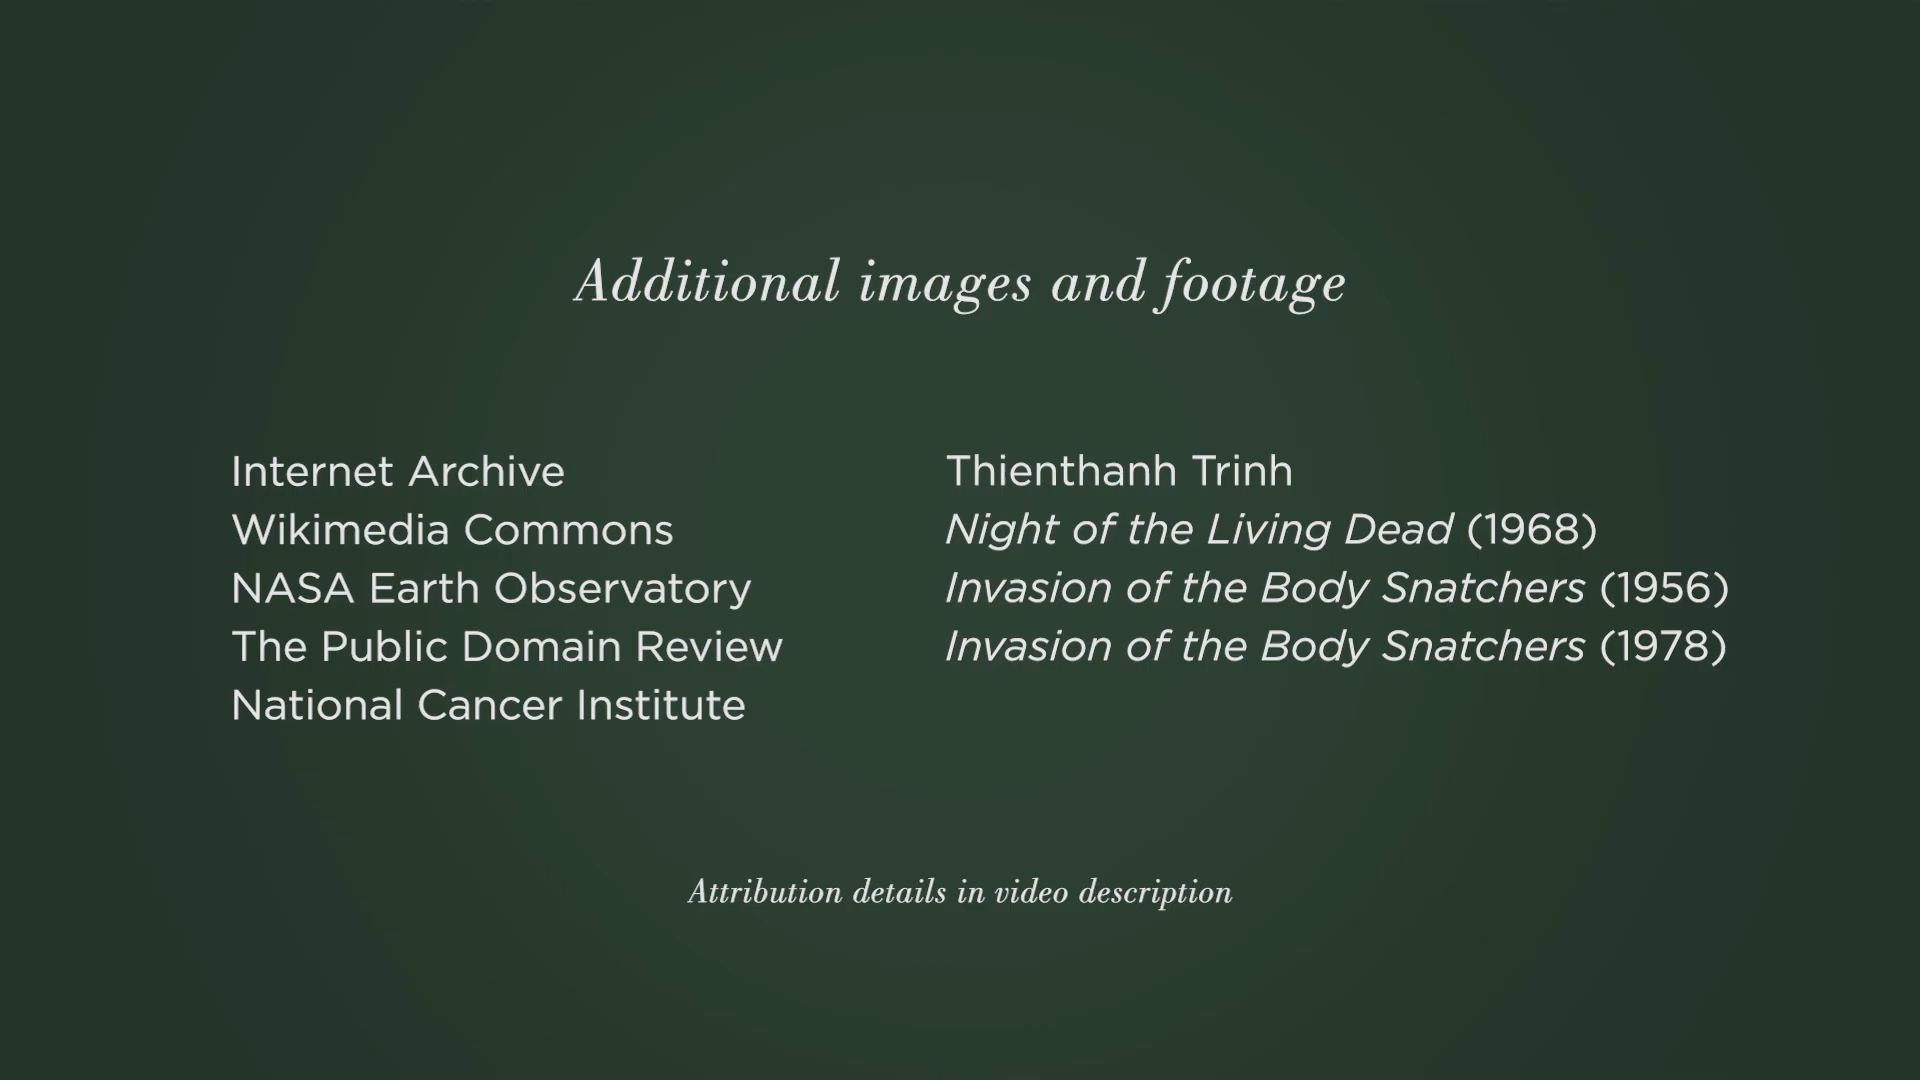 Additional images and footage
Internet Archive
Wikimedia Commons
NASA Earth Observatory
The Public Domain Review
National Cancer Institute
Thienthanh Trinh
Night of the Living Dead (1968)
Invasion of the Body Snatchers (1956)
Invasion of the Body Snatchers (1978)
Attribution details in video description